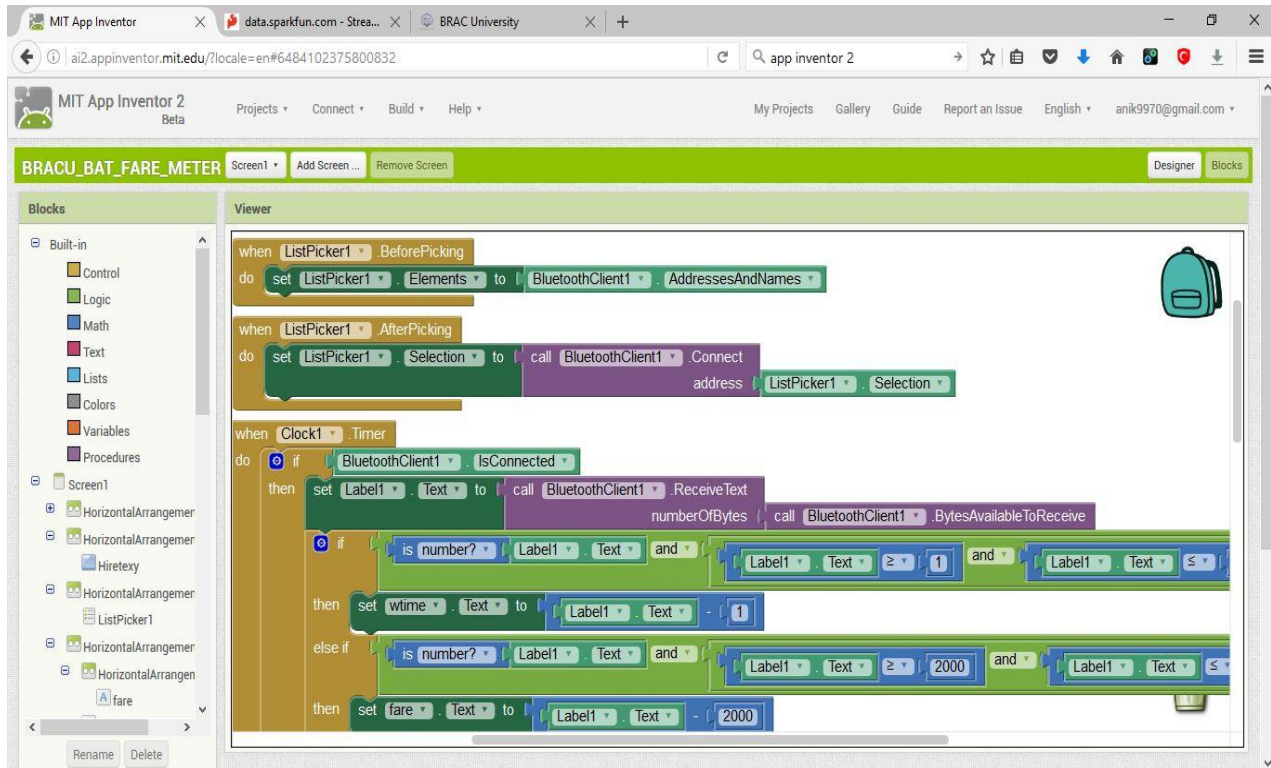 MIT App Inventor
data.sparkfun.com - Strea...
BRAC University
ai2.appinventor.mit.edu/?locale=en#6484102375800832
app inventor 2
MIT App Inventor 2
Beta
Projects Connect Build Help
My Projects Gallery Guide Report an Issue English anik9970@gmail.com
BRACU_BAT_FARE_METER Screen1 Add Screen ... Remove Screen
Designer Blocks
Blocks
Viewer
Built-in
Control
Logic
Math
Text
Lists
Colors
Variables
Procedures
Screen1
HorizontalArrangemer
HorizontalArrangemer
Hiretexy
HorizontalArrangemer
ListPicker1
HorizontalArrangemer
HorizontalArrangen
fare
Rename Delete
when ListPicker1 .BeforePicking
do set ListPicker1 . Elements to BluetoothClient1 . AddressesAndNames
when ListPicker1 .AfterPicking
do set ListPicker1 . Selection to call BluetoothClient1 .Connect
address ListPicker1 . Selection
when Clock1 .Timer
do if BluetoothClient1 . IsConnected
then set Label1 . Text to call BluetoothClient1 .ReceiveText
numberOfBytes call BluetoothClient1 .BytesAvailableToReceive
if is number? Label1 . Text and Label1 . Text ≥ 1 and Label1 . Text ≤
then set wtime . Text to Label1 . Text - 1
else if is number? Label1 . Text and Label1 . Text ≥ 2000 and Label1 . Text ≤
then set fare . Text to Label1 . Text - 2000